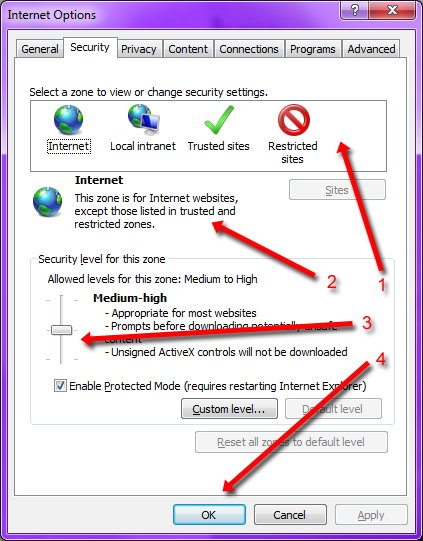 Internet Options
General Security Privacy Content Connections Programs Advanced
Select a zone to view or change security settings.
Internet Local intranet Trusted sites Restricted
sites
Internet
Sites
This zone is for Internet websites,
except those listed in trusted and
restricted zones.
2 1
Security level for this zone
Allowed levels for this zone: Medium to High
Medium-high
- Appropriate for most websites
- Prompts before downloading potentially unsafe
content
3
- Unsigned ActiveX controls will not be downloaded
4
Enable Protected Mode (requires restarting Internet Explorer)
Custom level... Default level
Reset all zones to default level
OK Cancel Apply